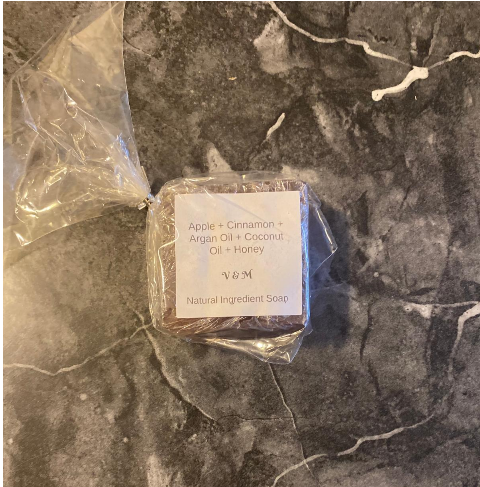 Apple + Cinnamon +
Argan Oil + Coconut
Oil + Honey
V & M
Natural Ingredient Soap